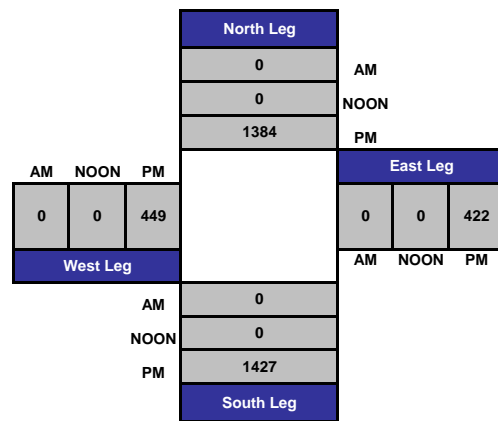 North Leg
0 AM
0 NOON
1384 PM
AM NOON PM East Leg
0 0 449 0 0 422
West Leg AM NOON PM
AM 0
NOON 0
PM 1427
South Leg